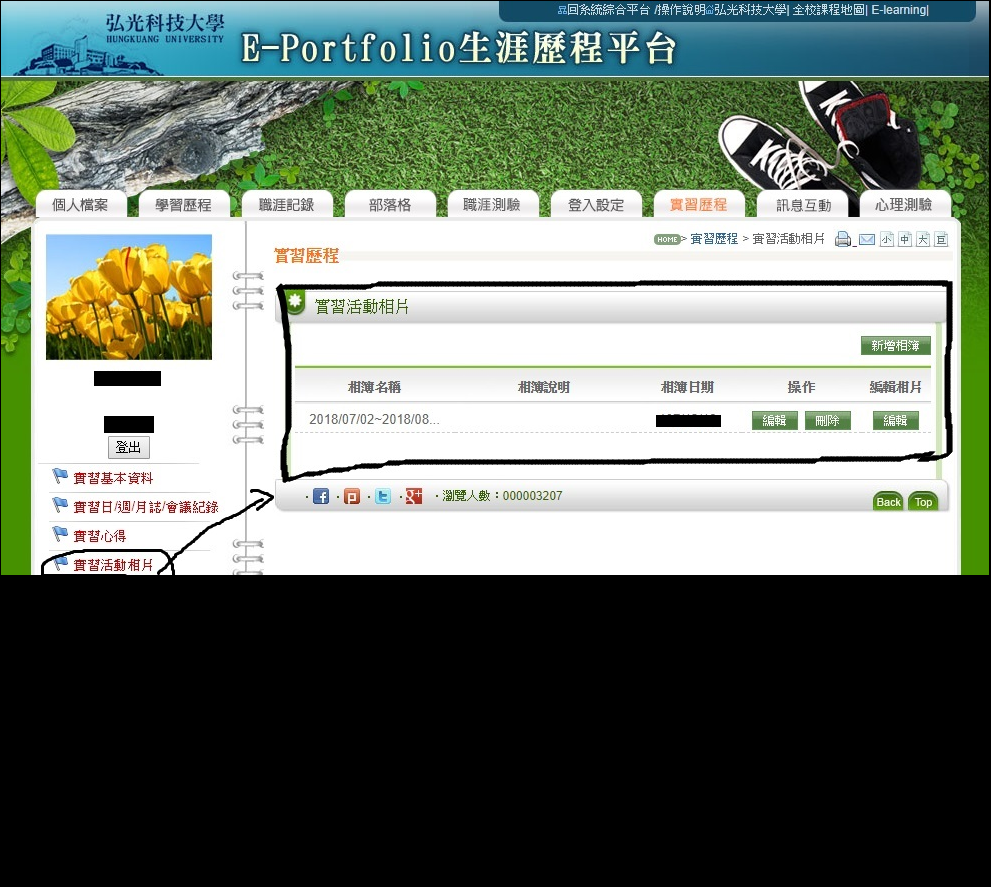 品回系統綜合平台 /操作說明 弘光科技大學| 全校課程地圖| E-learning|
弘光科技大學
HUNGKUANG UNIVERSITY
E-Portfolio生涯歷程平台
個人檔案 學習歷程 職涯記錄 部落格 職涯測驗 登入設定 實習歷程 訊息互動 心理測驗
HOME > 實習歷程 > 實習活動相片 小 中 大 巨
實習歷程
實習活動相片
新增相簿
相簿名稱 相簿說明 相簿日期 操作 編輯相片
2018/07/02~2018/08... 編輯 刪除 編輯
登出
實習基本資料
實習日/週/月誌/會議紀錄
實習心得
實習活動相片
瀏覽人數：000003207
Back Top